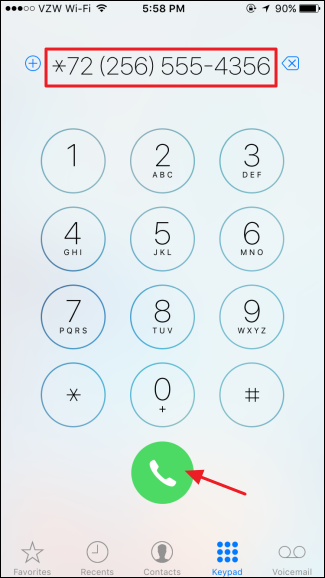 VZW Wi-Fi 5:58 PM 90%
*72 (256) 555-4356
1 2 3
ABC DEF
4 5 6
GHI JKL MNO
7 8 9
PQRS TUV WXYZ
* 0 #
+
Favorites Recents Contacts Keypad Voicemail